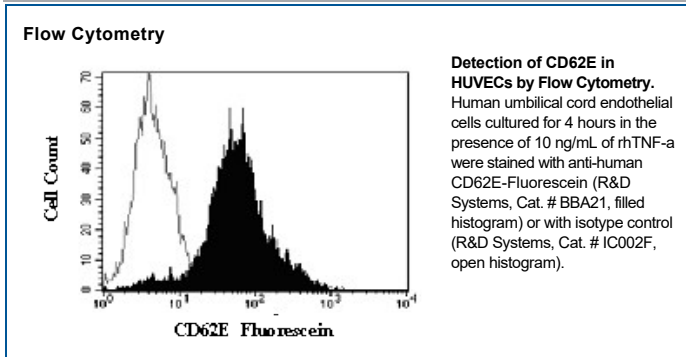 Flow Cytometry
Detection of CD62E in
HUVECs by Flow Cytometry.
Human umbilical cord endothelial
cells cultured for 4 hours in the
presence of 10 ng/mL of rhTNF-a
were stained with anti-human
CD62E-Fluorescein (R&D
Systems, Cat. # BBA21, filled
histogram) or with isotype control
(R&D Systems, Cat. # IC002F,
open histogram).
Cell Count
70
60
50
40
30
20
10
0
10⁰ 10¹ 10² 10³ 10⁴
CD62E Fluorescein